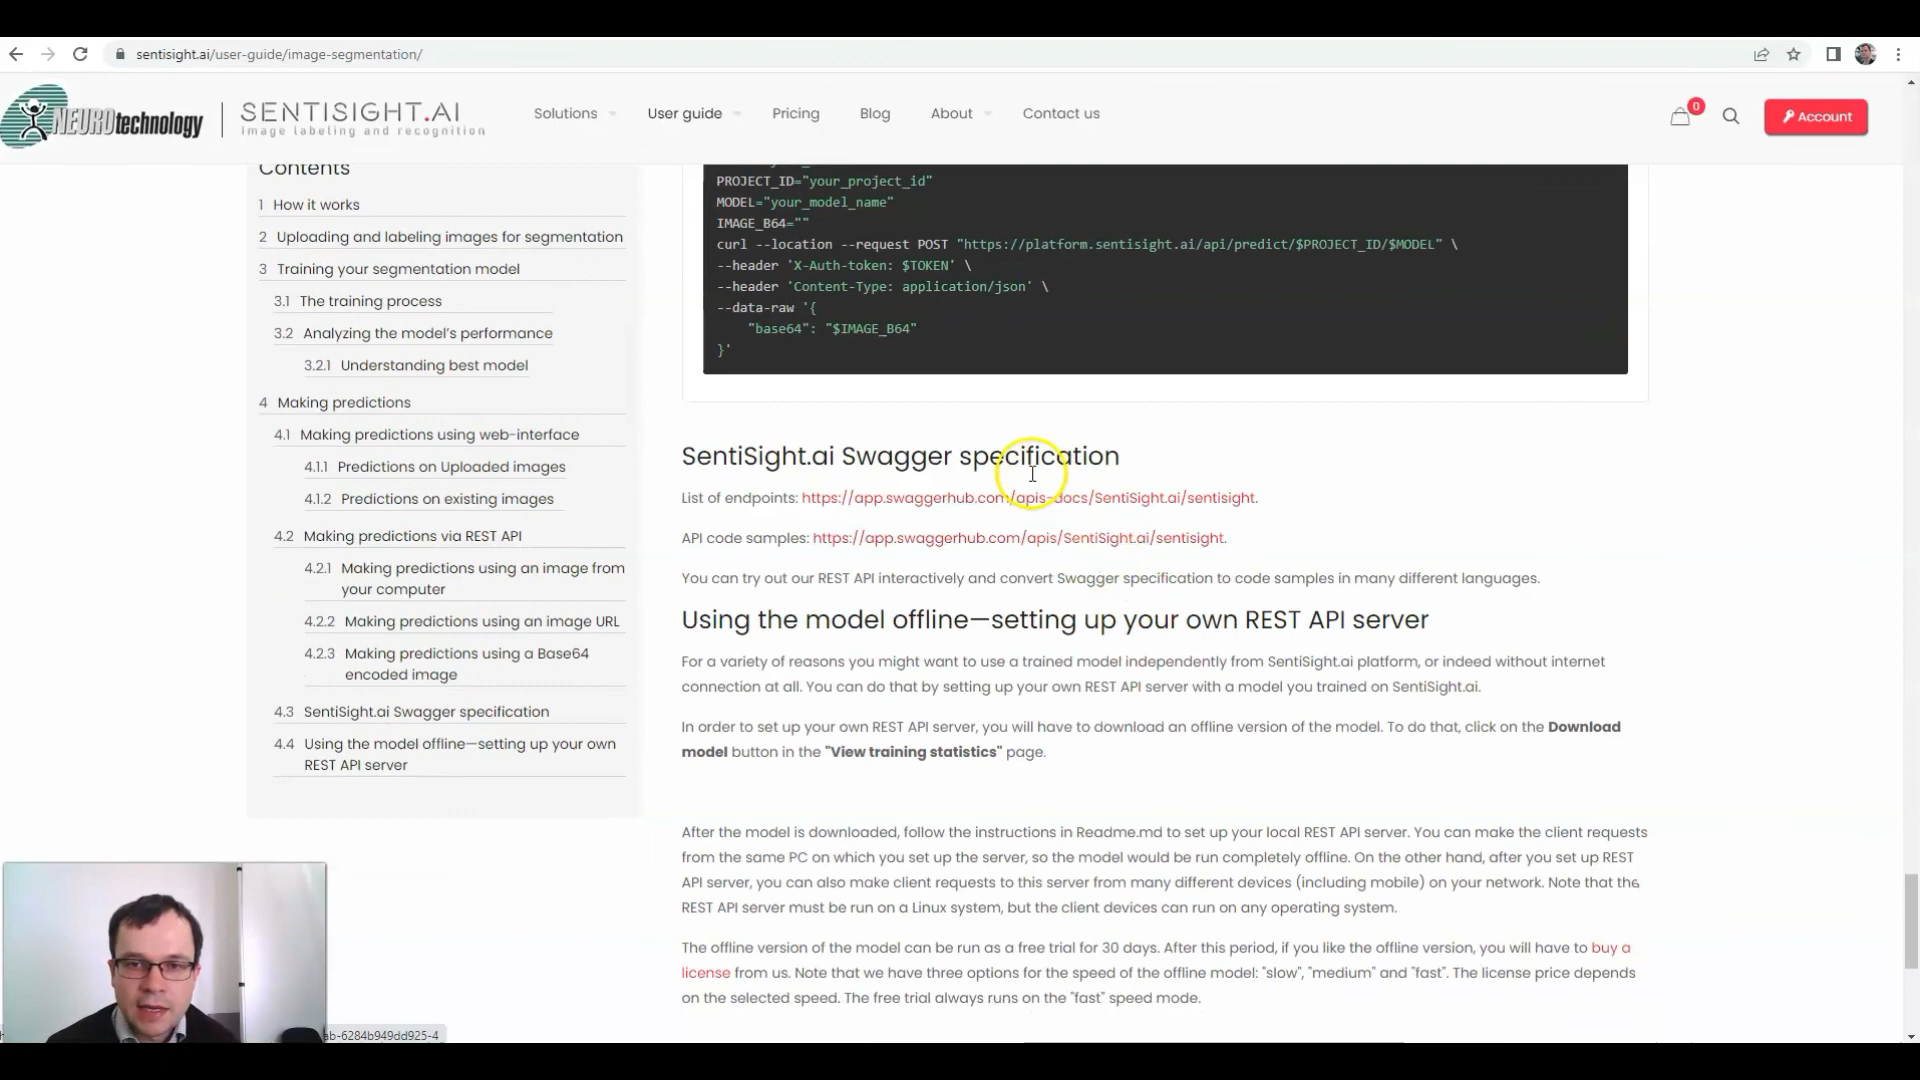 sentisight.ai/user-guide/image-segmentation/
NEUROtechnology
SENTISIGHT.AI
image labeling and recognition
Solutions
User guide
Pricing
Blog
About
Contact us
0
Account
Contents
1 How it works
2 Uploading and labeling images for segmentation
3 Training your segmentation model
3.1 The training process
3.2 Analyzing the model's performance
3.2.1 Understanding best model
4 Making predictions
4.1 Making predictions using web-interface
4.1.1 Predictions on Uploaded images
4.1.2 Predictions on existing images
4.2 Making predictions via REST API
4.2.1 Making predictions using an image from
your computer
4.2.2 Making predictions using an image URL
4.2.3 Making predictions using a Base64
encoded image
4.3 SentiSight.ai Swagger specification
4.4 Using the model offline—setting up your own
REST API server
PROJECT_ID="your_project_id"
MODEL="your_model_name"
IMAGE_B64=""
curl --location --request POST "https://platform.sentisight.ai/api/predict/$PROJECT_ID/$MODEL" \
--header 'X-Auth-token: $TOKEN' \
--header 'Content-Type: application/json' \
--data-raw '{
"base64": "$IMAGE_B64"
}'
SentiSight.ai Swagger specification
List of endpoints: https://app.swaggerhub.com/apis-docs/SentiSight.ai/sentisight.
API code samples: https://app.swaggerhub.com/apis/SentiSight.ai/sentisight.
You can try out our REST API interactively and convert Swagger specification to code samples in many different languages.
Using the model offline—setting up your own REST API server
For a variety of reasons you might want to use a trained model independently from SentiSight.ai platform, or indeed without internet
connection at all. You can do that by setting up your own REST API server with a model you trained on SentiSight.ai.
In order to set up your own REST API server, you will have to download an offline version of the model. To do that, click on the Download
model button in the "View training statistics" page.
After the model is downloaded, follow the instructions in Readme.md to set up your local REST API server. You can make the client requests
from the same PC on which you set up the server, so the model would be run completely offline. On the other hand, after you set up REST
API server, you can also make client requests to this server from many different devices (including mobile) on your network. Note that the
REST API server must be run on a Linux system, but the client devices can run on any operating system.
The offline version of the model can be run as a free trial for 30 days. After this period, if you like the offline version, you will have to buy a
license from us. Note that we have three options for the speed of the offline model: "slow", "medium" and "fast". The license price depends
on the selected speed. The free trial always runs on the "fast" speed mode.
ab-6284b949dd925-4